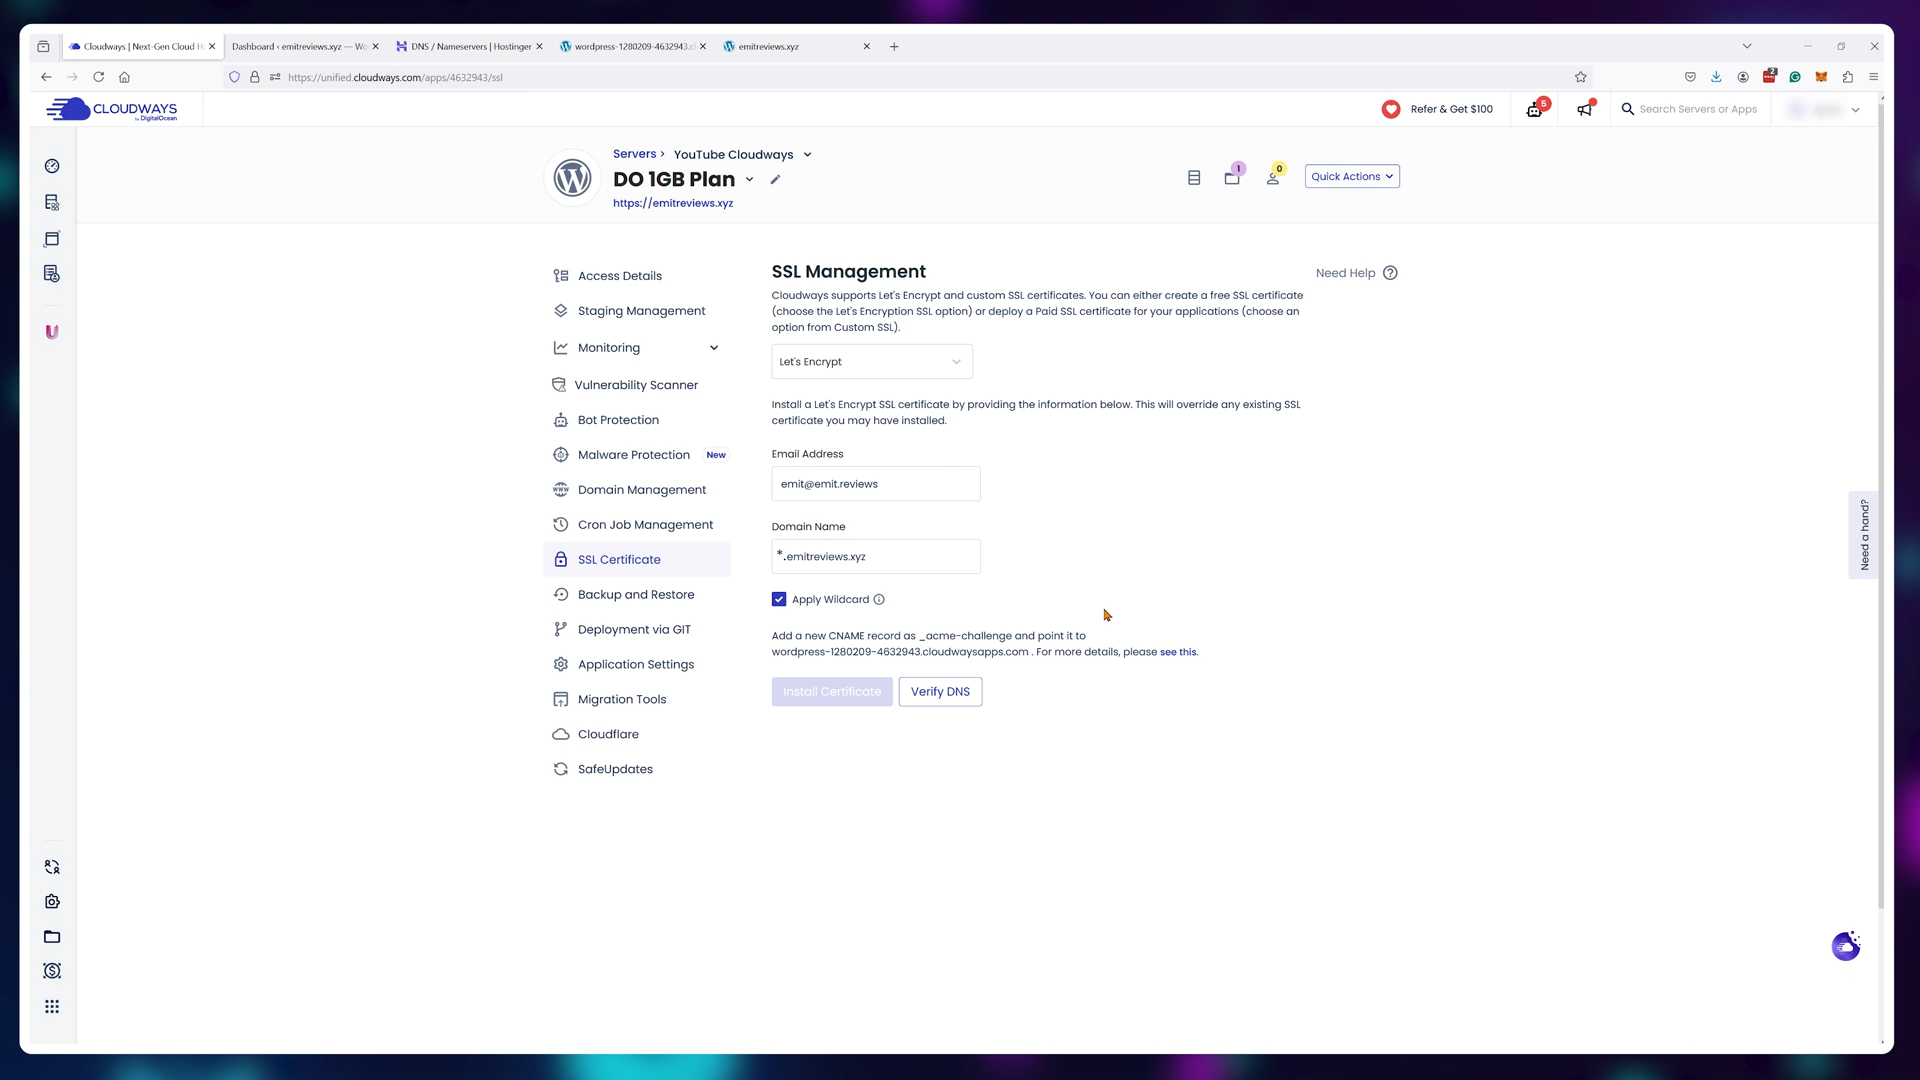 Cloudways | Next-Gen Cloud H
Dashboard ‹ emitreviews.xyz — Wo
DNS / Nameservers | Hostinger
wordpress-1280209-4632943.cl
emitreviews.xyz
https://unified.cloudways.com/apps/4632943/ssl
2
CLOUDWAYS
by DigitalOcean
Refer & Get $100
5
Search Servers or Apps
Servers >
YouTube Cloudways
DO 1GB Plan
https://emitreviews.xyz
1
0
Quick Actions
Access Details
Staging Management
Monitoring
Vulnerability Scanner
Bot Protection
Malware Protection
New
Domain Management
Cron Job Management
SSL Certificate
Backup and Restore
Deployment via GIT
Application Settings
Migration Tools
Cloudflare
SafeUpdates
SSL Management
Need Help
Cloudways supports Let's Encrypt and custom SSL certificates. You can either create a free SSL certificate
(choose the Let's Encryption SSL option) or deploy a Paid SSL certificate for your applications (choose an
option from Custom SSL).
Let's Encrypt
Install a Let's Encrypt SSL certificate by providing the information below. This will override any existing SSL
certificate you may have installed.
Email Address
emit@emit.reviews
Domain Name
*.emitreviews.xyz
Apply Wildcard
Add a new CNAME record as _acme-challenge and point it to
wordpress-1280209-4632943.cloudwaysapps.com . For more details, please see this.
Install Certificate
Verify DNS
Need a hand?